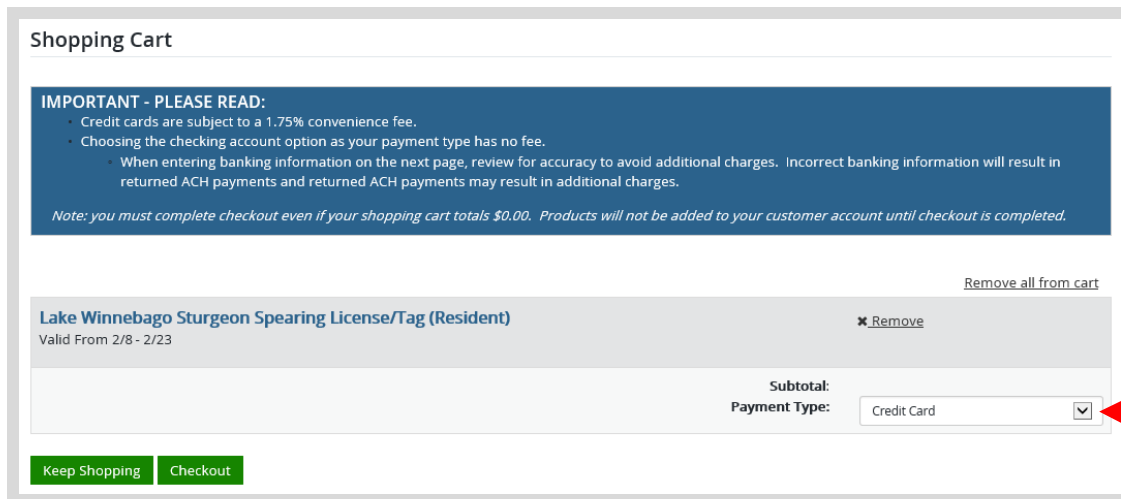 Shopping Cart
IMPORTANT - PLEASE READ:
Credit cards are subject to a 1.75% convenience fee.
Choosing the checking account option as your payment type has no fee.
When entering banking information on the next page, review for accuracy to avoid additional charges.  Incorrect banking information will result in
returned ACH payments and returned ACH payments may result in additional charges.
Note: you must complete checkout even if your shopping cart totals $0.00.  Products will not be added to your customer account until checkout is completed.
Remove all from cart
Lake Winnebago Sturgeon Spearing License/Tag (Resident)
✖ Remove
Valid From 2/8 - 2/23
Subtotal:
Payment Type:
Credit Card
Keep Shopping
Checkout